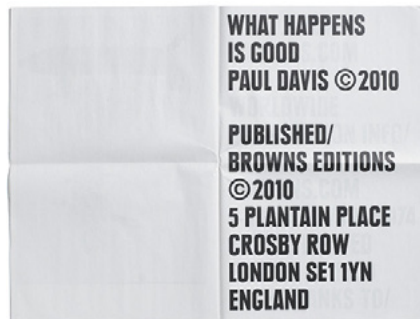 WHAT HAPPENS
IS GOOD
PAUL DAVIS ©2010
PUBLISHED/
BROWNS EDITIONS
©2010
5 PLANTAIN PLACE
CROSBY ROW
LONDON SE1 1YN
ENGLAND